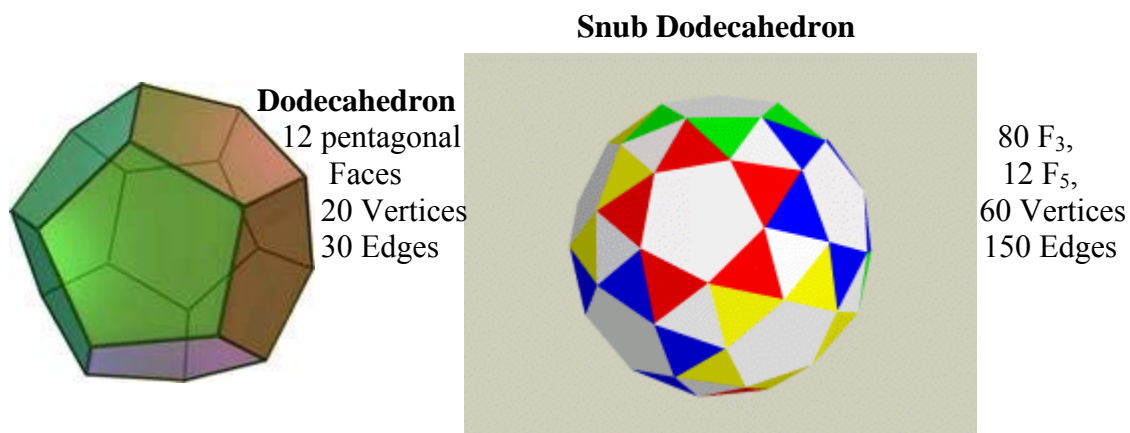 Snub Dodecahedron
Dodecahedron
12 pentagonal
Faces
20 Vertices
30 Edges
80 F₃,
12 F₅,
60 Vertices
150 Edges